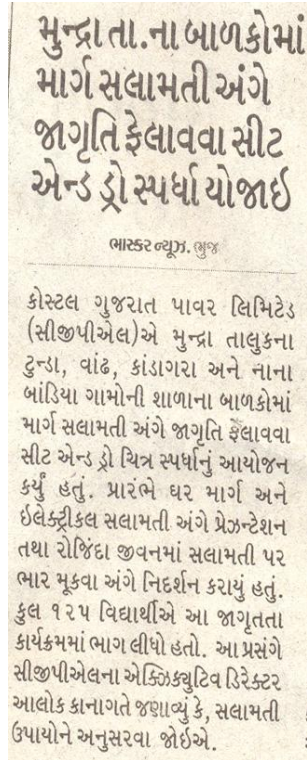 મુન્દ્રા તા.ના બાળકોમાં
માર્ગ સલામતી અંગે
જાગૃતિ ફેલાવવા સીટ
એન્ડ ડ્રો સ્પર્ધા યોજાઇ
ભાસ્કર ન્યૂઝ. ભુજ
કોસ્ટલ ગુજરાત પાવર લિમિટેડ
(સીજીપીએલ)એ મુન્દ્રા તાલુકના
ટુન્ડા, વાંઢ, કાંડાગરા અને નાના
બાંડિયા ગામોની શાળાના બાળકોમાં
માર્ગ સલામતી અંગે જાગૃતિ ફેલાવવા
સીટ એન્ડ ડ્રો ચિત્ર સ્પર્ધાનું આયોજન
કર્યું હતું. પ્રારંભે ઘર માર્ગ અને
ઇલેક્ટ્રીકલ સલામતી અંગે પ્રેઝન્ટેશન
તથા રોજિંદા જીવનમાં સલામતી પર
ભાર મૂકવા અંગે નિદર્શન કરાયું હતું.
કુલ ૧૨૫ વિદ્યાર્થીએ આ જાગૃતતા
કાર્યક્રમમાં ભાગ લીધો હતો. આ પ્રસંગે
સીજીપીએલના એક્ઝિક્યુટિવ ડિરેક્ટર
આલોક કાનાગતે જણાવ્યું કે, સલામતી
ઉપાયોને અનુસરવા જોઇએ.